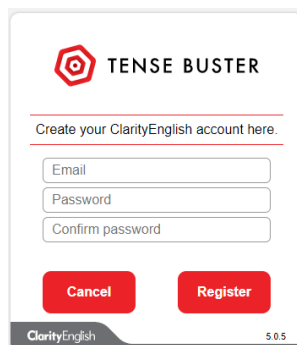 TENSE BUSTER
Create your ClarityEnglish account here.
Email
Password
Confirm password
Cancel Register
ClarityEnglish 5.0.5